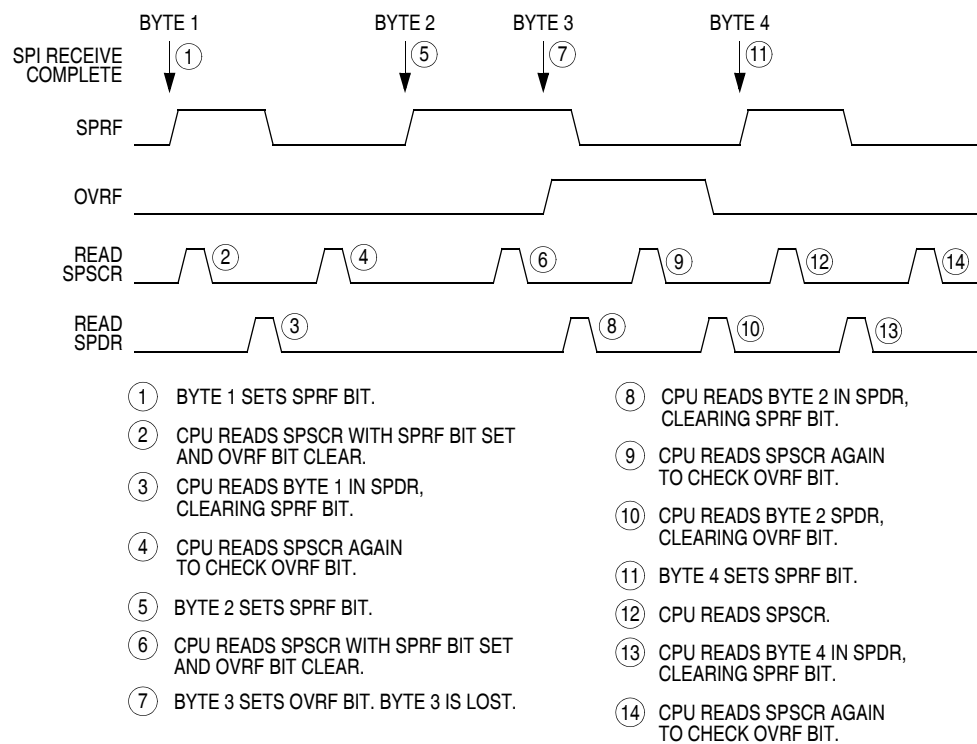 BYTE 1 BYTE 2 BYTE 3 BYTE 4
SPI RECEIVE
COMPLETE
1 5 7 11
SPRF
OVRF
READ
SPSCR
2 4 6 9 12 14
READ
SPDR
3 8 10 13
1 BYTE 1 SETS SPRF BIT.
2 CPU READS SPSCR WITH SPRF BIT SET
AND OVRF BIT CLEAR.
3 CPU READS BYTE 1 IN SPDR,
CLEARING SPRF BIT.
4 CPU READS SPSCR AGAIN
TO CHECK OVRF BIT.
5 BYTE 2 SETS SPRF BIT.
6 CPU READS SPSCR WITH SPRF BIT SET
AND OVRF BIT CLEAR.
7 BYTE 3 SETS OVRF BIT. BYTE 3 IS LOST.
8 CPU READS BYTE 2 IN SPDR,
CLEARING SPRF BIT.
9 CPU READS SPSCR AGAIN
TO CHECK OVRF BIT.
10 CPU READS BYTE 2 SPDR,
CLEARING OVRF BIT.
11 BYTE 4 SETS SPRF BIT.
12 CPU READS SPSCR.
13 CPU READS BYTE 4 IN SPDR,
CLEARING SPRF BIT.
14 CPU READS SPSCR AGAIN
TO CHECK OVRF BIT.